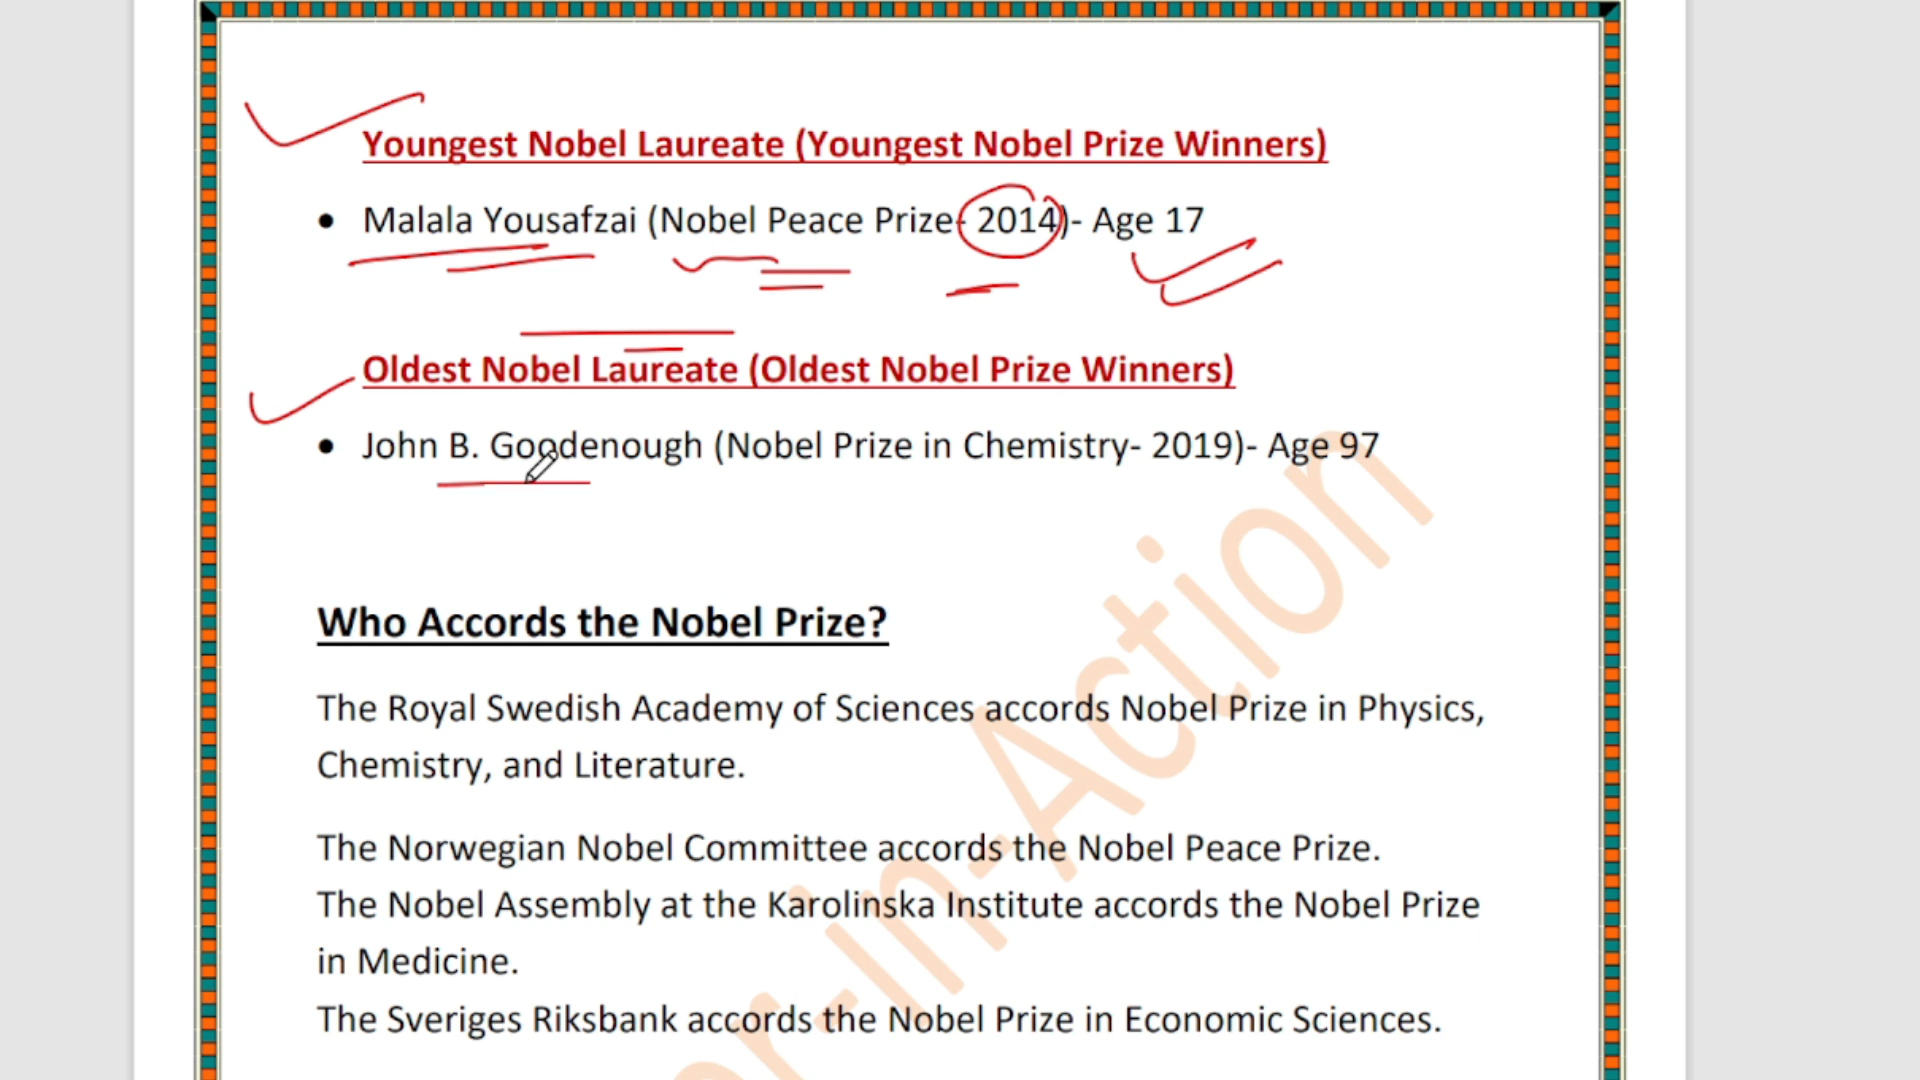 Youngest Nobel Laureate (Youngest Nobel Prize Winners)
• Malala Yousafzai (Nobel Peace Prize- 2014)- Age 17
Oldest Nobel Laureate (Oldest Nobel Prize Winners)
• John B. Goodenough (Nobel Prize in Chemistry- 2019)- Age 97
Who Accords the Nobel Prize?
The Royal Swedish Academy of Sciences accords Nobel Prize in Physics,
Chemistry, and Literature.
The Norwegian Nobel Committee accords the Nobel Peace Prize.
The Nobel Assembly at the Karolinska Institute accords the Nobel Prize
in Medicine.
The Sveriges Riksbank accords the Nobel Prize in Economic Sciences.
r-in-Action